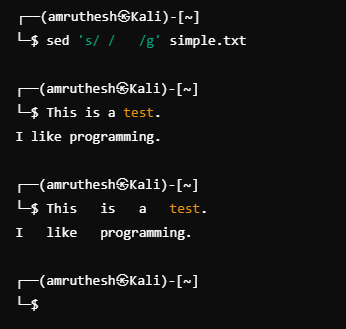 ┌──(amruthesh㉿Kali)-[~]
└─$ sed 's/ /   /g' simple.txt
┌──(amruthesh㉿Kali)-[~]
└─$ This is a test.
I like programming.
┌──(amruthesh㉿Kali)-[~]
└─$ This   is   a   test.
I   like   programming.
┌──(amruthesh㉿Kali)-[~]
└─$